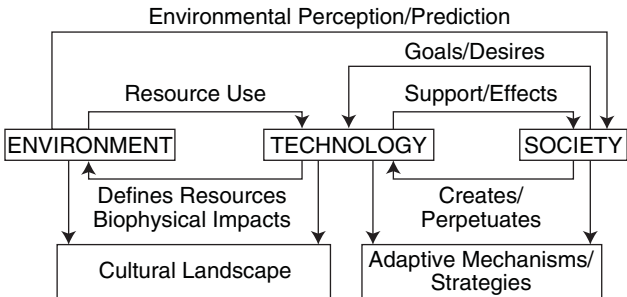 Environmental Perception/Prediction
Goals/Desires
Resource Use
Support/Effects
ENVIRONMENT
TECHNOLOGY
SOCIETY
Defines Resources
Biophysical Impacts
Creates/
Perpetuates
Cultural Landscape
Adaptive Mechanisms/
Strategies